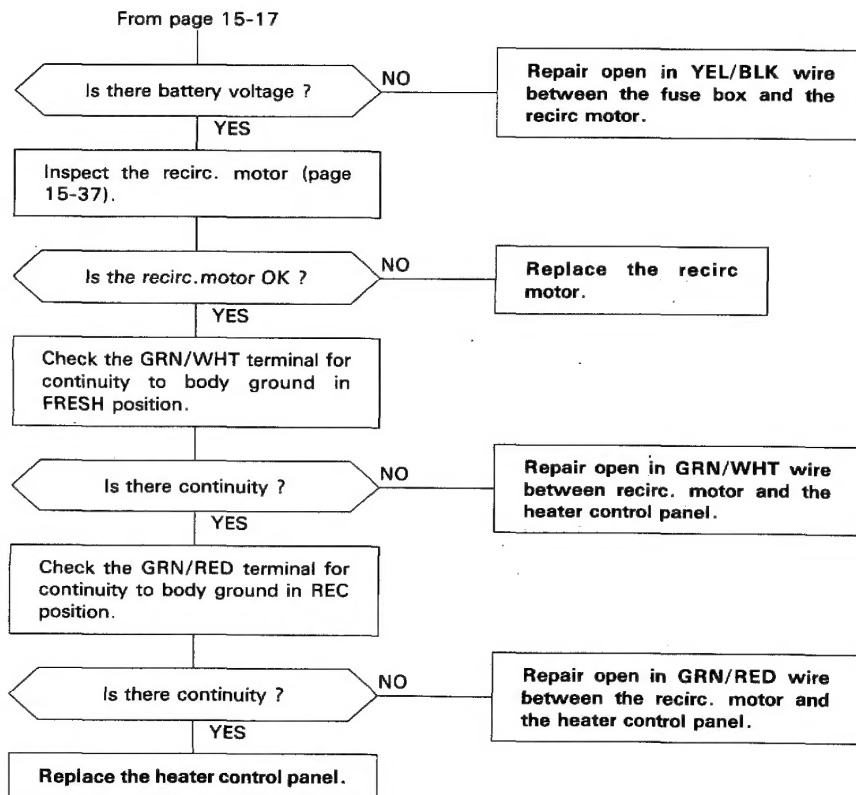 From page 15-17
Is there battery voltage ?
NO
Repair open in YEL/BLK wire
between the fuse box and the
recirc motor.
YES
Inspect the recirc. motor (page
15-37).
Is the recirc.motor OK ?
NO
Replace the recirc
motor.
YES
Check the GRN/WHT terminal for
continuity to body ground in
FRESH position.
Is there continuity ?
NO
Repair open in GRN/WHT wire
between recirc. motor and the
heater control panel.
YES
Check the GRN/RED terminal for
continuity to body ground in REC
position.
Is there continuity ?
NO
Repair open in GRN/RED wire
between the recirc. motor and
the heater control panel.
YES
Replace the heater control panel.